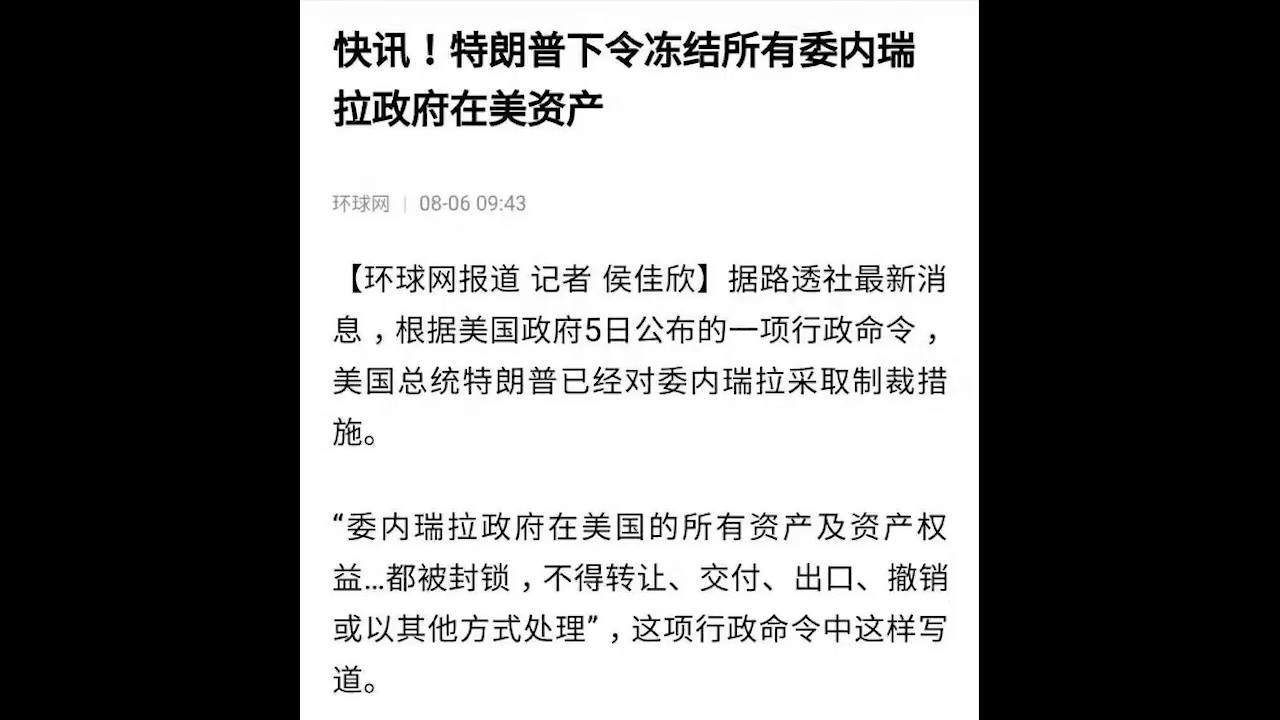 快讯！特朗普下令冻结所有委内瑞
拉政府在美资产
环球网 | 08-06 09:43
【环球网报道 记者 侯佳欣】据路透社最新消
息，根据美国政府5日公布的一项行政命令，
美国总统特朗普已经对委内瑞拉采取制裁措
施。
“委内瑞拉政府在美国的所有资产及资产权
益...都被封锁，不得转让、交付、出口、撤销
或以其他方式处理”，这项行政命令中这样写
道。